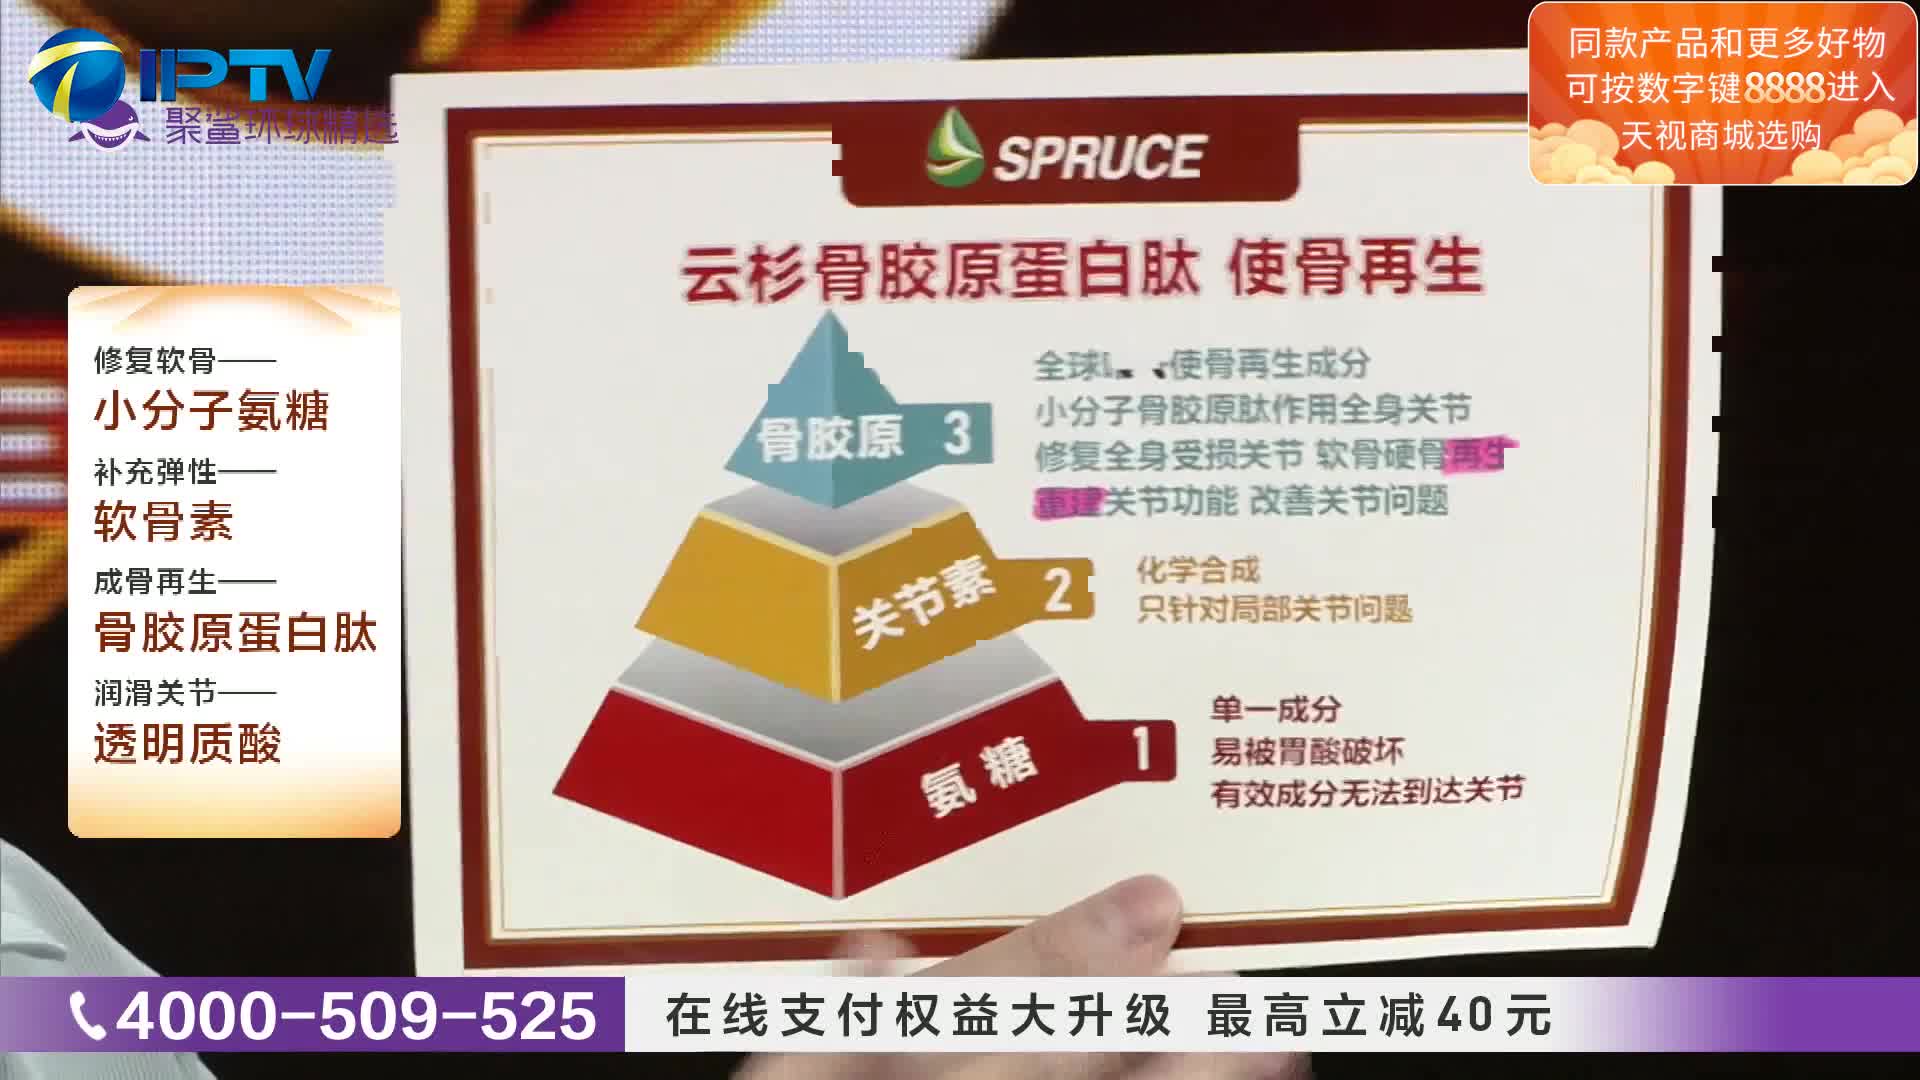 IPTV
聚鲨环球精选
同款产品和更多好物
可按数字键8888进入
天视商城选购
SPRUCE
云杉骨胶原蛋白肽 使骨再生
骨胶原 3
全球
使骨再生成分
小分子骨胶原肽作用全身关节
修复全身受损关节 软骨硬骨再生
重建关节功能 改善关节问题
关节素 2
化学合成
只针对局部关节问题
氨糖 1
单一成分
易被胃酸破坏
有效成分无法到达关节
修复软骨——
小分子氨糖
补充弹性——
软骨素
成骨再生——
骨胶原蛋白肽
润滑关节——
透明质酸
4000-509-525
在线支付权益大升级 最高立减40元